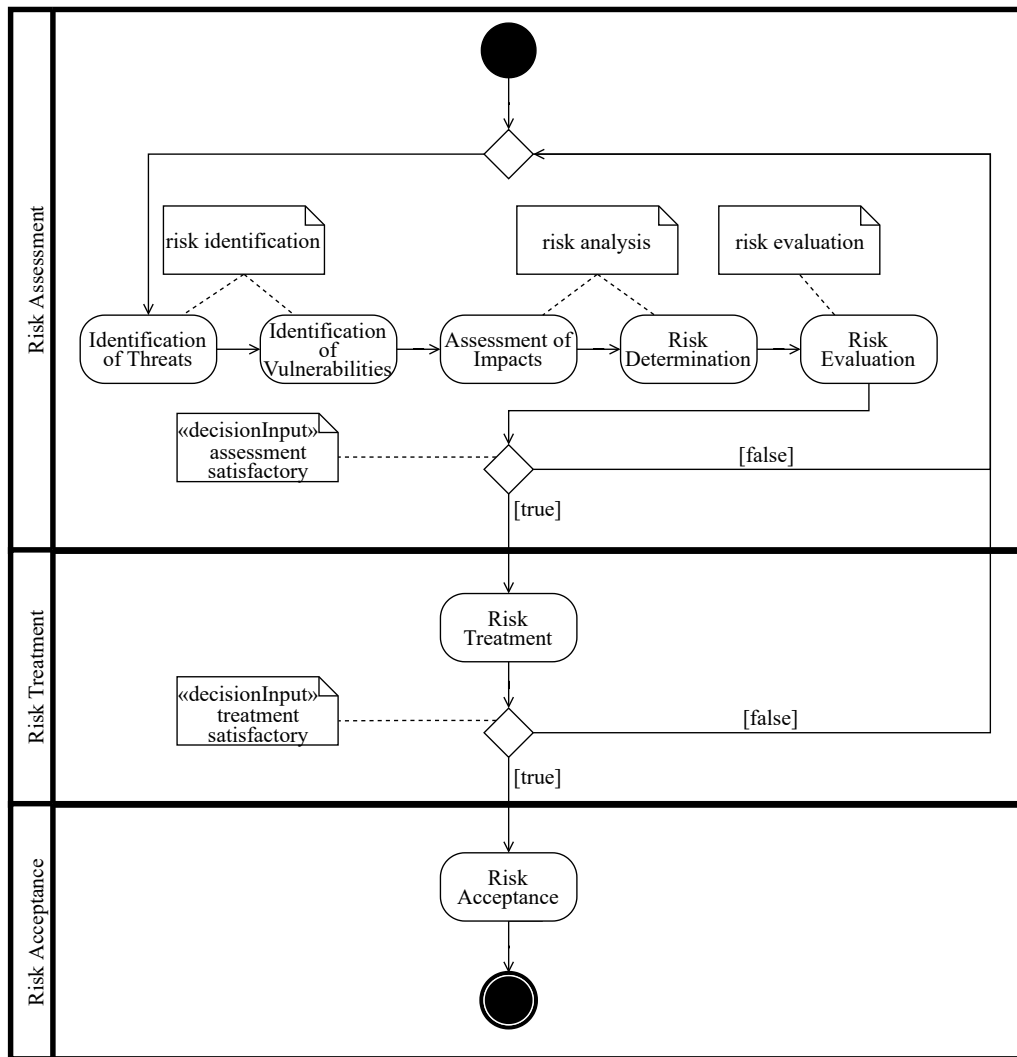 Risk Assessment
risk identification
risk analysis
risk evaluation
Identification
of Threats
Identification
of
Vulnerabilities
Assessment of
Impacts
Risk
Determination
Risk
Evaluation
«decisionInput»
assessment
satisfactory
[false]
[true]
Risk Treatment
Risk
Treatment
«decisionInput»
treatment
satisfactory
[false]
[true]
Risk Acceptance
Risk
Acceptance